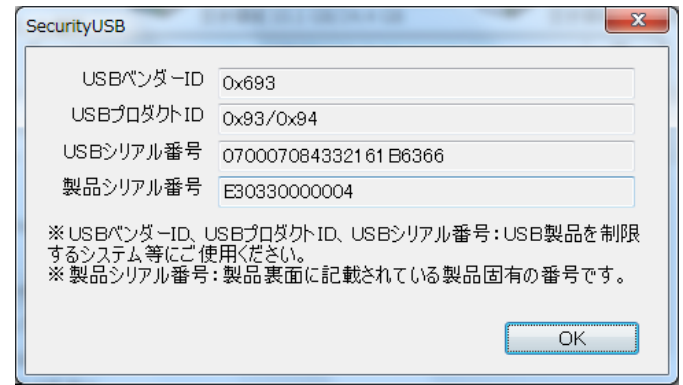 SecurityUSB
USBベンダーID 0x693
USBプロダクトID 0x93/0x94
USBシリアル番号 070007084332161B6366
製品シリアル番号 E30330000004
※USBベンダーID、USBプロダクトID、USBシリアル番号:USB製品を制限
するシステム等にご使用ください。
※製品シリアル番号:製品裏面に記載されている製品固有の番号です。
OK